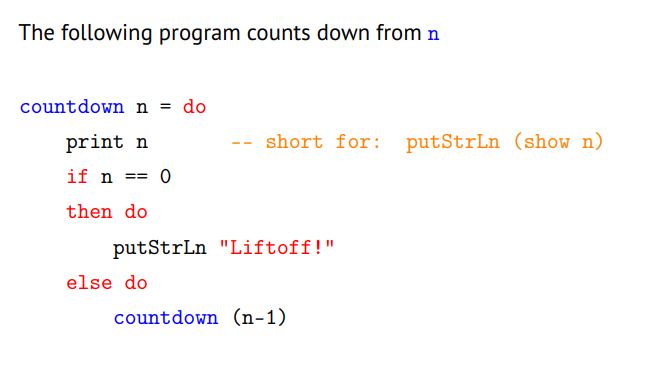 The following program counts down from n
countdown n = do
    print n       -- short for:  putStrLn (show n)
    if n == 0
    then do
        putStrLn "Liftoff!"
    else do
        countdown (n-1)